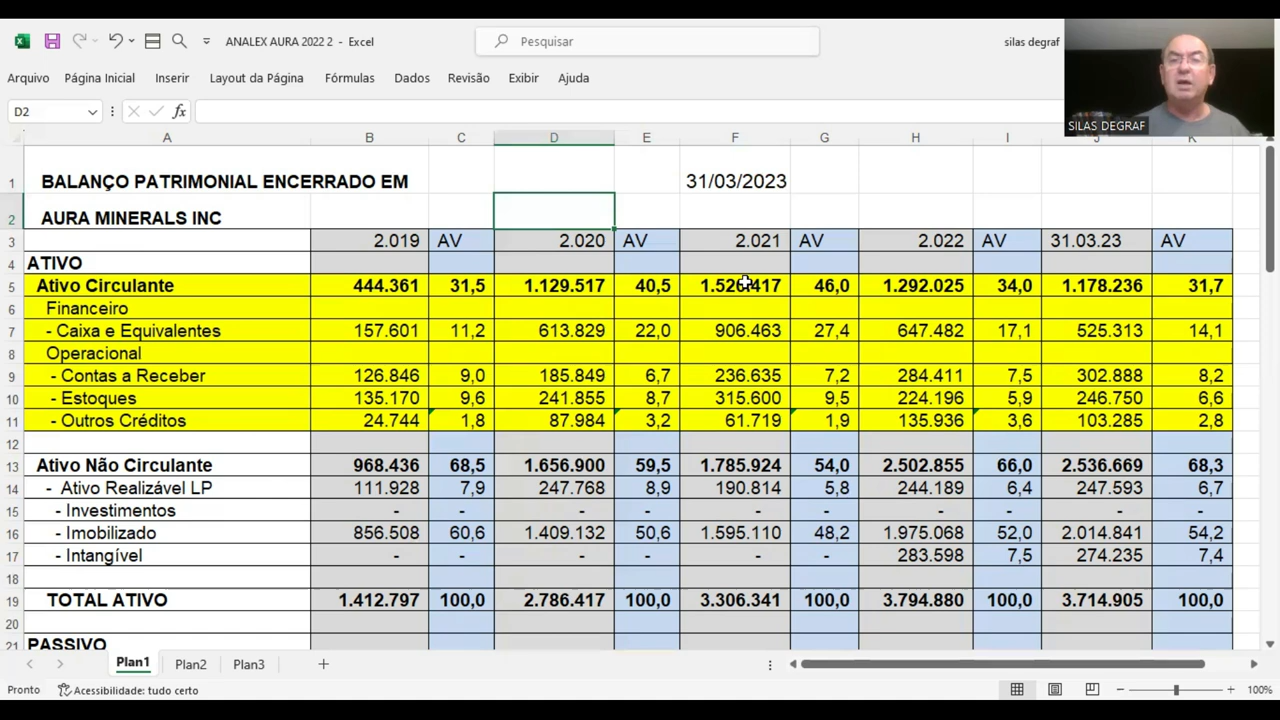 ANALEX AURA 2022 2 - Excel
Pesquisar
silas degraf
Arquivo Página Inicial Inserir Layout da Página Fórmulas Dados Revisão Exibir Ajuda
D2 fx
SILAS DEGRAF
A B C D E F G H I J K
1 BALANÇO PATRIMONIAL ENCERRADO EM 31/03/2023
2 AURA MINERALS INC
3 2.019 AV 2.020 AV 2.021 AV 2.022 AV 31.03.23 AV
4 ATIVO
5 Ativo Circulante 444.361 31,5 1.129.517 40,5 1.526.417 46,0 1.292.025 34,0 1.178.236 31,7
6 Financeiro
7 - Caixa e Equivalentes 157.601 11,2 613.829 22,0 906.463 27,4 647.482 17,1 525.313 14,1
8 Operacional
9 - Contas a Receber 126.846 9,0 185.849 6,7 236.635 7,2 284.411 7,5 302.888 8,2
10 - Estoques 135.170 9,6 241.855 8,7 315.600 9,5 224.196 5,9 246.750 6,6
11 - Outros Créditos 24.744 1,8 87.984 3,2 61.719 1,9 135.936 3,6 103.285 2,8
12
13 Ativo Não Circulante 968.436 68,5 1.656.900 59,5 1.785.924 54,0 2.502.855 66,0 2.536.669 68,3
14 - Ativo Realizável LP 111.928 7,9 247.768 8,9 190.814 5,8 244.189 6,4 247.593 6,7
15 - Investimentos - - - - - - - - - -
16 - Imobilizado 856.508 60,6 1.409.132 50,6 1.595.110 48,2 1.975.068 52,0 2.014.841 54,2
17 - Intangível - - - - - - 283.598 7,5 274.235 7,4
18
19 TOTAL ATIVO 1.412.797 100,0 2.786.417 100,0 3.306.341 100,0 3.794.880 100,0 3.714.905 100,0
20
21 PASSIVO
Plan1 Plan2 Plan3
Pronto Acessibilidade: tudo certo 100%